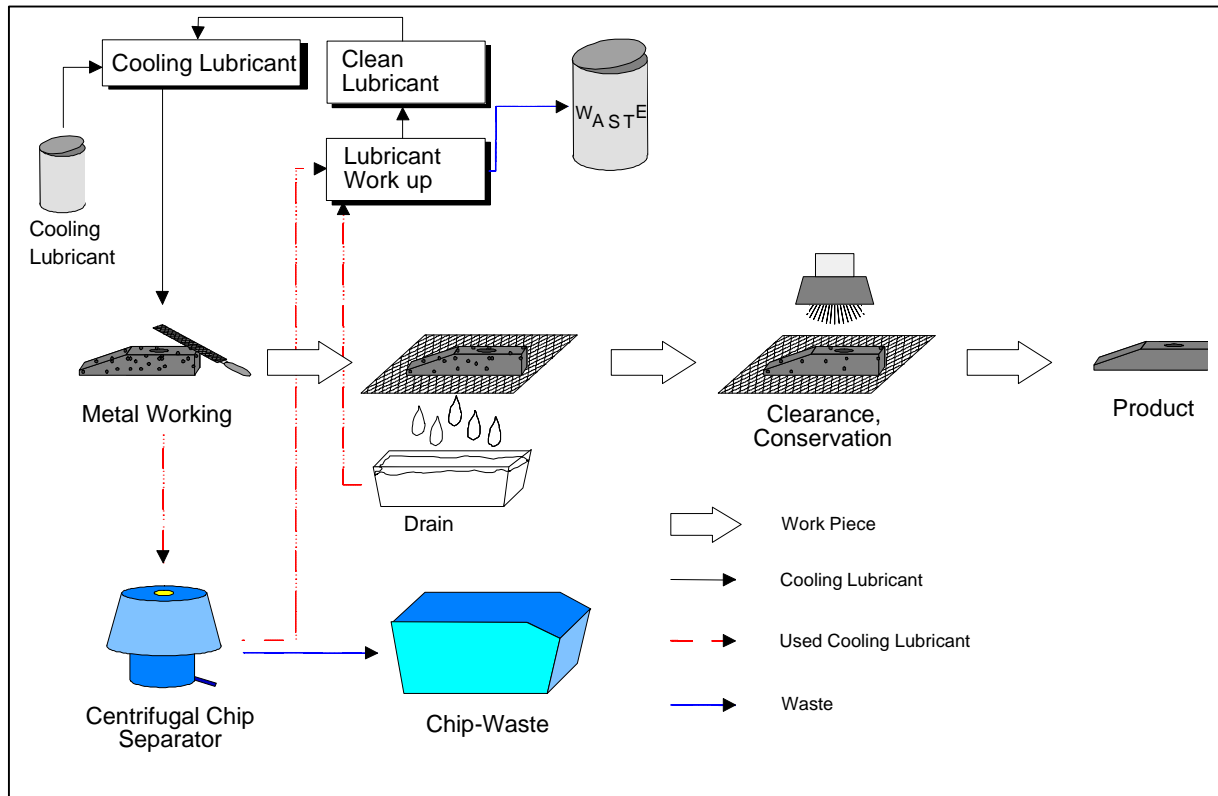 Cooling Lubricant
Clean
Lubricant
WASTE
Lubricant
Work up
Cooling
Lubricant
Metal Working
Clearance,
Conservation
Product
Drain
Work Piece
Cooling Lubricant
Used Cooling Lubricant
Waste
Centrifugal Chip
Separator
Chip-Waste